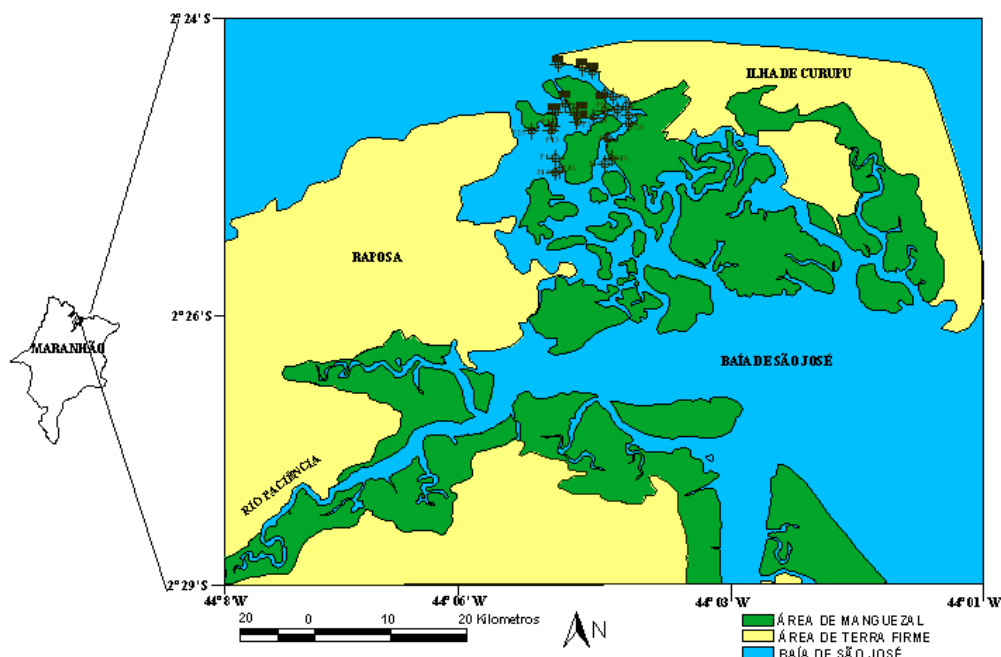 2° 24' S
ILHA DE CURUPU
RAPOSA
2° 26' S
MARANHÃO
BAÍA DE SÃO JOSÉ
RIO PACIÊNCIA
2° 29' S
44° 8' W
44° 06' W
44° 03' W
44° 01' W
20 0 10 20 Kilometros
N
ÁREA DE MANGUEZAL
ÁREA DE TERRA FIRME
BAÍA DE SÃO JOSÉ